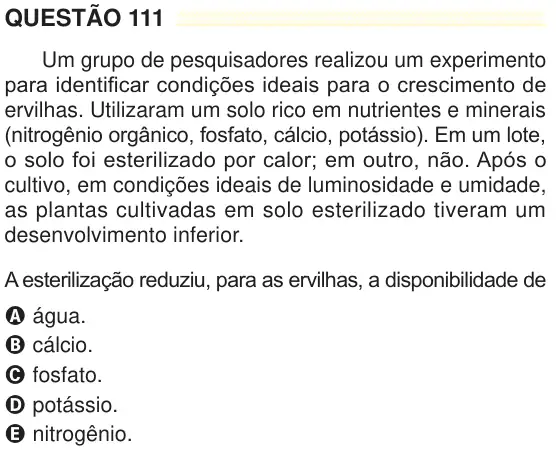 QUESTÃO 111
Um grupo de pesquisadores realizou um experimento
para identificar condições ideais para o crescimento de
ervilhas. Utilizaram um solo rico em nutrientes e minerais
(nitrogênio orgânico, fosfato, cálcio, potássio). Em um lote,
o solo foi esterilizado por calor; em outro, não. Após o
cultivo, em condições ideais de luminosidade e umidade,
as plantas cultivadas em solo esterilizado tiveram um
desenvolvimento inferior.
A esterilização reduziu, para as ervilhas, a disponibilidade de
A água.
B cálcio.
C fosfato.
D potássio.
E nitrogênio.